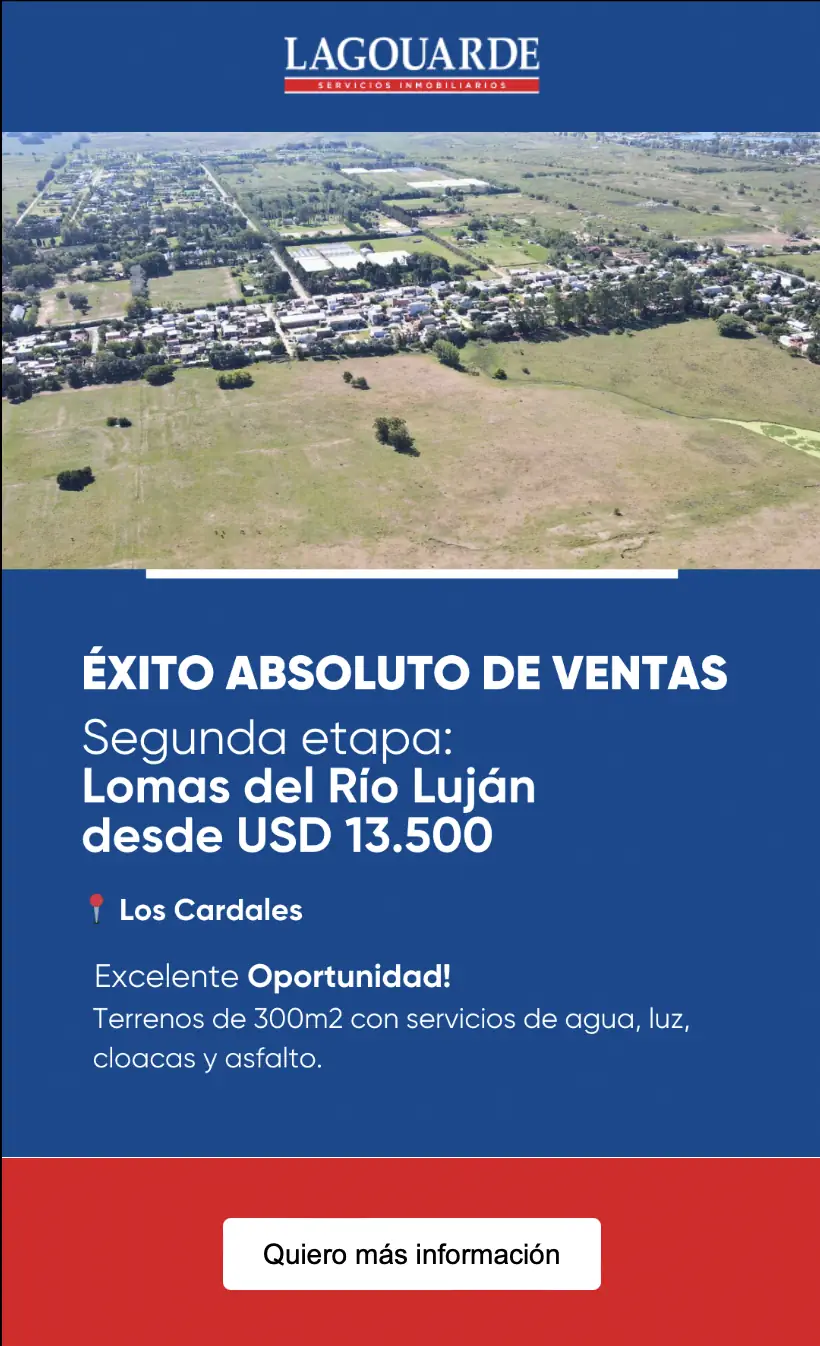 LAGOUARDE
SERVICIOS INMOBILIARIOS
ÉXITO ABSOLUTO DE VENTAS
Segunda etapa:
Lomas del Río Luján
desde USD 13.500
📍 Los Cardales
Excelente Oportunidad!
Terrenos de 300m2 con servicios de agua, luz,
cloacas y asfalto.
Quiero más información